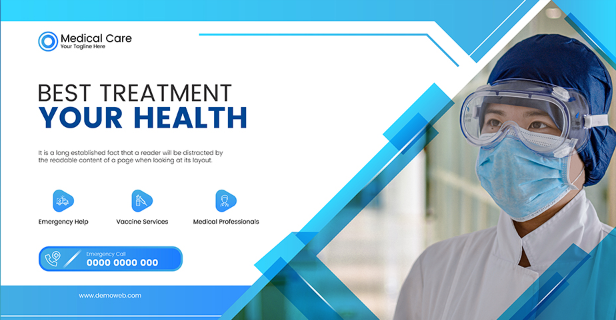 Medical Care
Your Togline Here
BEST TREATMENT
YOUR HEALTH
It is a long established fact that a reader will be distracted by
the readable content of a page when looking at its layout.
Emergency Help
Vaccine Services
Medical Professionals
Emergency Call
0000 0000 000
www.demoweb.com